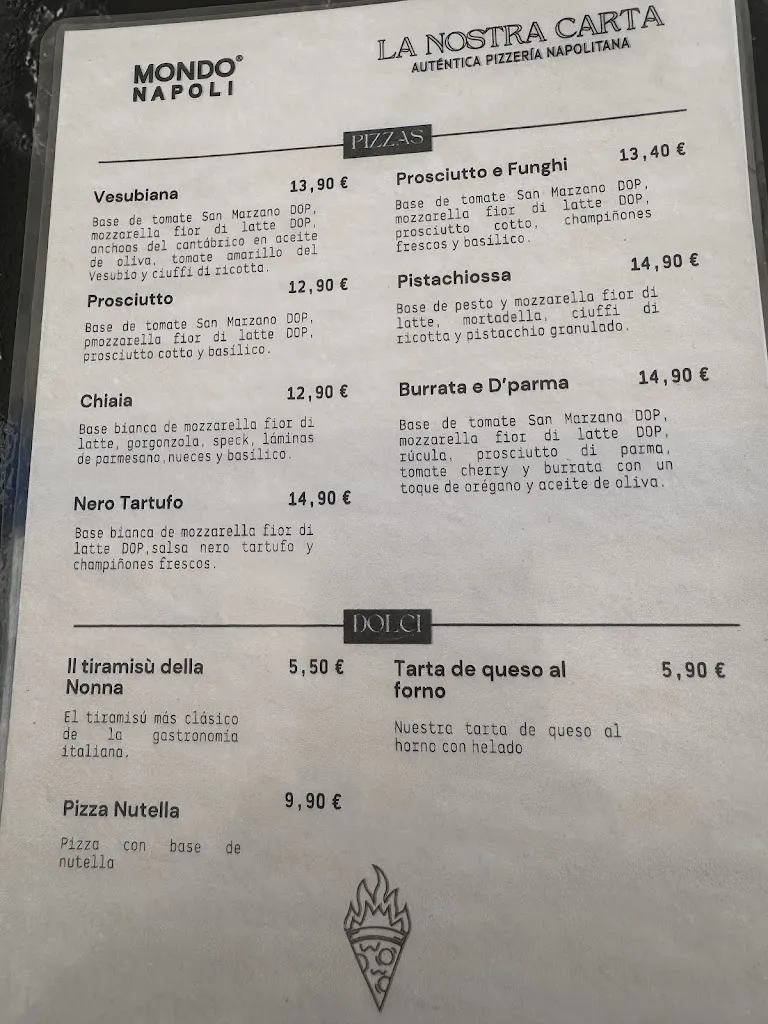 MONDO®
NAPOLI
LA NOSTRA CARTA
AUTÉNTICA PIZZERÍA NAPOLITANA
PIZZAS
Vesubiana 13,90 €
Base de tomate San Marzano DOP,
mozzarella fior di latte DOP,
anchoas del cantábrico en aceite
de oliva, tomate amarillo del
Vesubio y ciuffi di ricotta.
Prosciutto 12,90 €
Base de tomate San Marzano DOP,
pmozzarella fior di latte DOP,
prosciutto cotto y basílico.
Chiaia 12,90 €
Base bianca de mozzarella fior di
latte, gorgonzola, speck, láminas
de parmesano,nueces y basílico.
Nero Tartufo 14,90 €
Base bianca de mozzarella fior di
latte DOP,salsa nero tartufo y
champiñones frescos.
Prosciutto e Funghi 13,40 €
Base de tomate San Marzano DOP,
mozzarella fior di latte DOP,
prosciutto cotto, champiñones
frescos y basílico.
Pistachiossa 14,90 €
Base de pesto y mozzarella fior di
latte, mortadella, ciuffi di
ricotta y pistacchio granulado.
Burrata e D'parma 14,90 €
Base de tomate San Marzano DOP,
mozzarella fior di latte DOP,
rúcula, prosciutto di parma,
tomate cherry y burrata con un
toque de orégano y aceite de oliva.
DOLCI
Il tiramisù della 5,50 €
Nonna
El tiramisú más clásico
de la gastronomía
italiana.
Pizza Nutella 9,90 €
Pizza con base de
nutella
Tarta de queso al 5,90 €
forno
Nuestra tarta de queso al
horno con helado